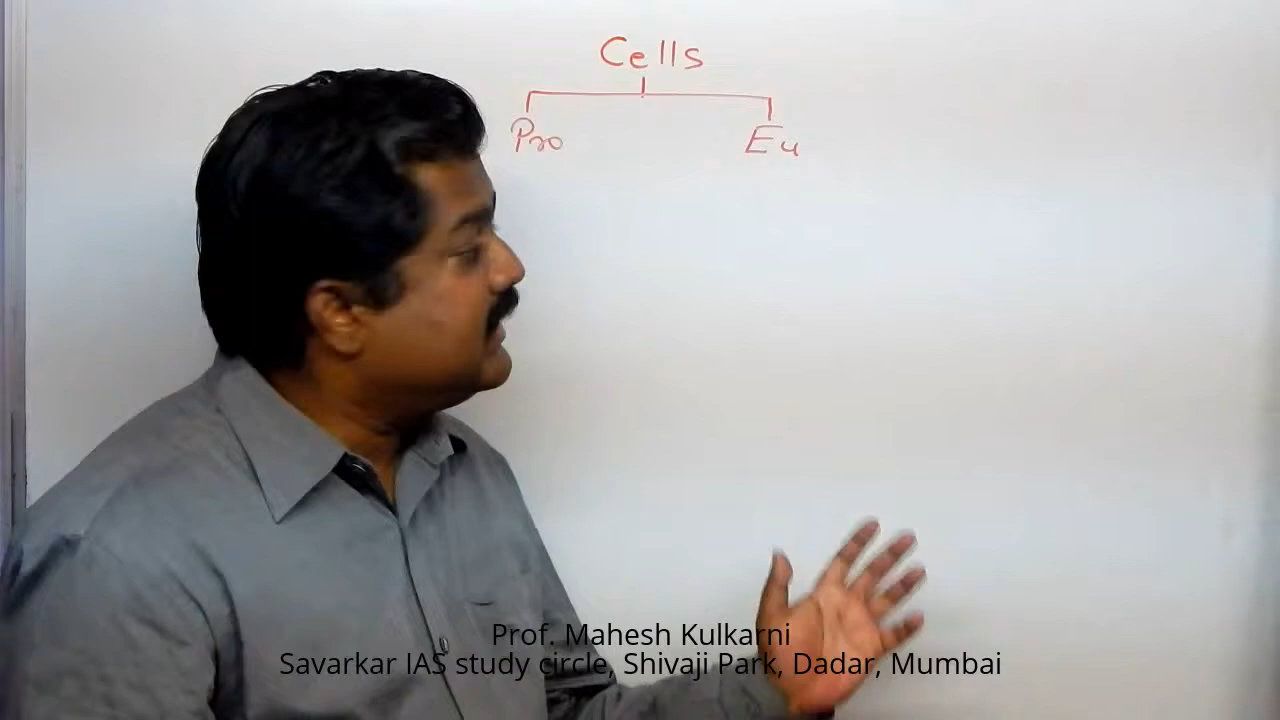 Cells
Pro Eu
Prof. Mahesh Kulkarni
Savarkar IAS study circle, Shivaji Park, Dadar, Mumbai